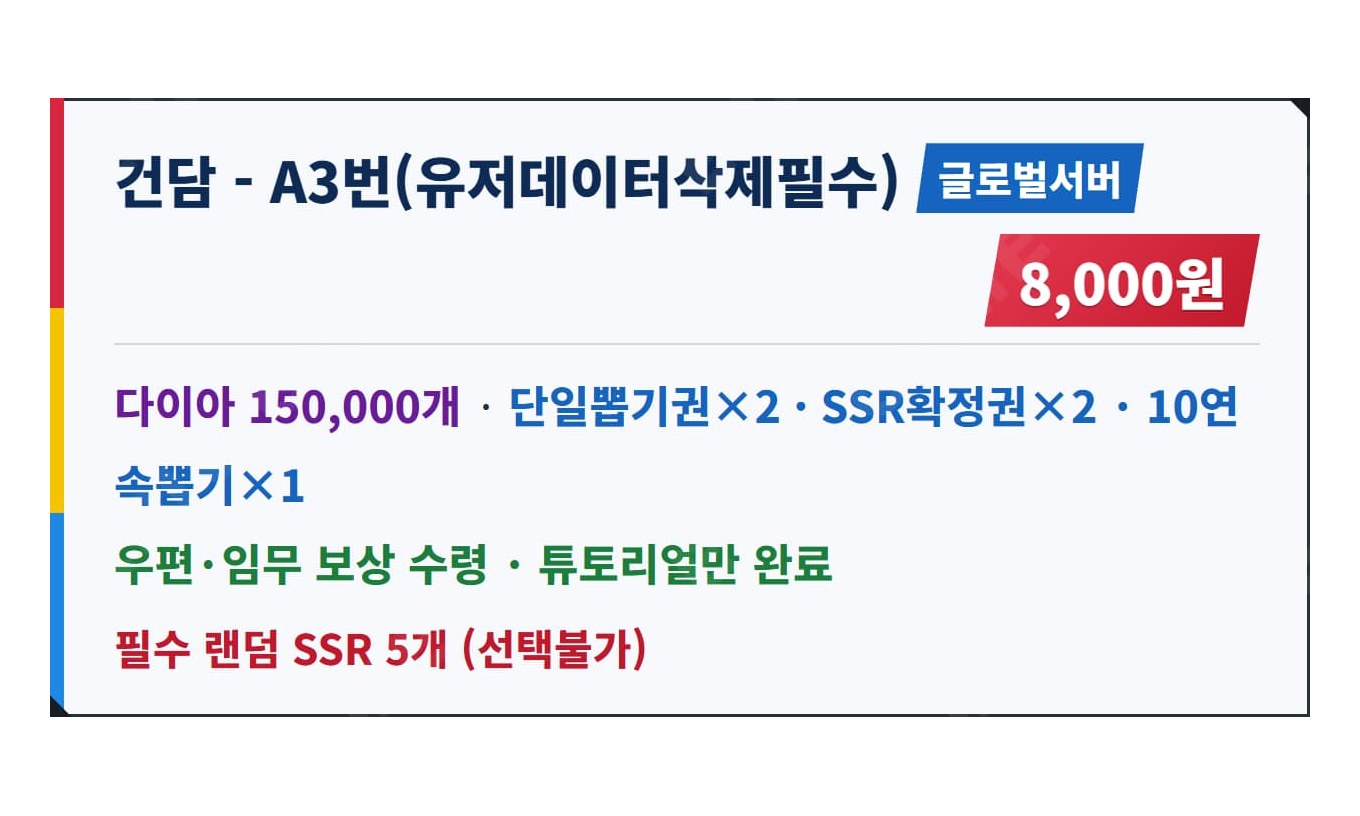 건담 - A3번(유저데이터삭제필수) 글로벌서버
8,000원
다이아 150,000개 · 단일뽑기권×2 · SSR확정권×2 · 10연
속뽑기×1
우편·임무 보상 수령 · 튜토리얼만 완료
필수 랜덤 SSR 5개 (선택불가)